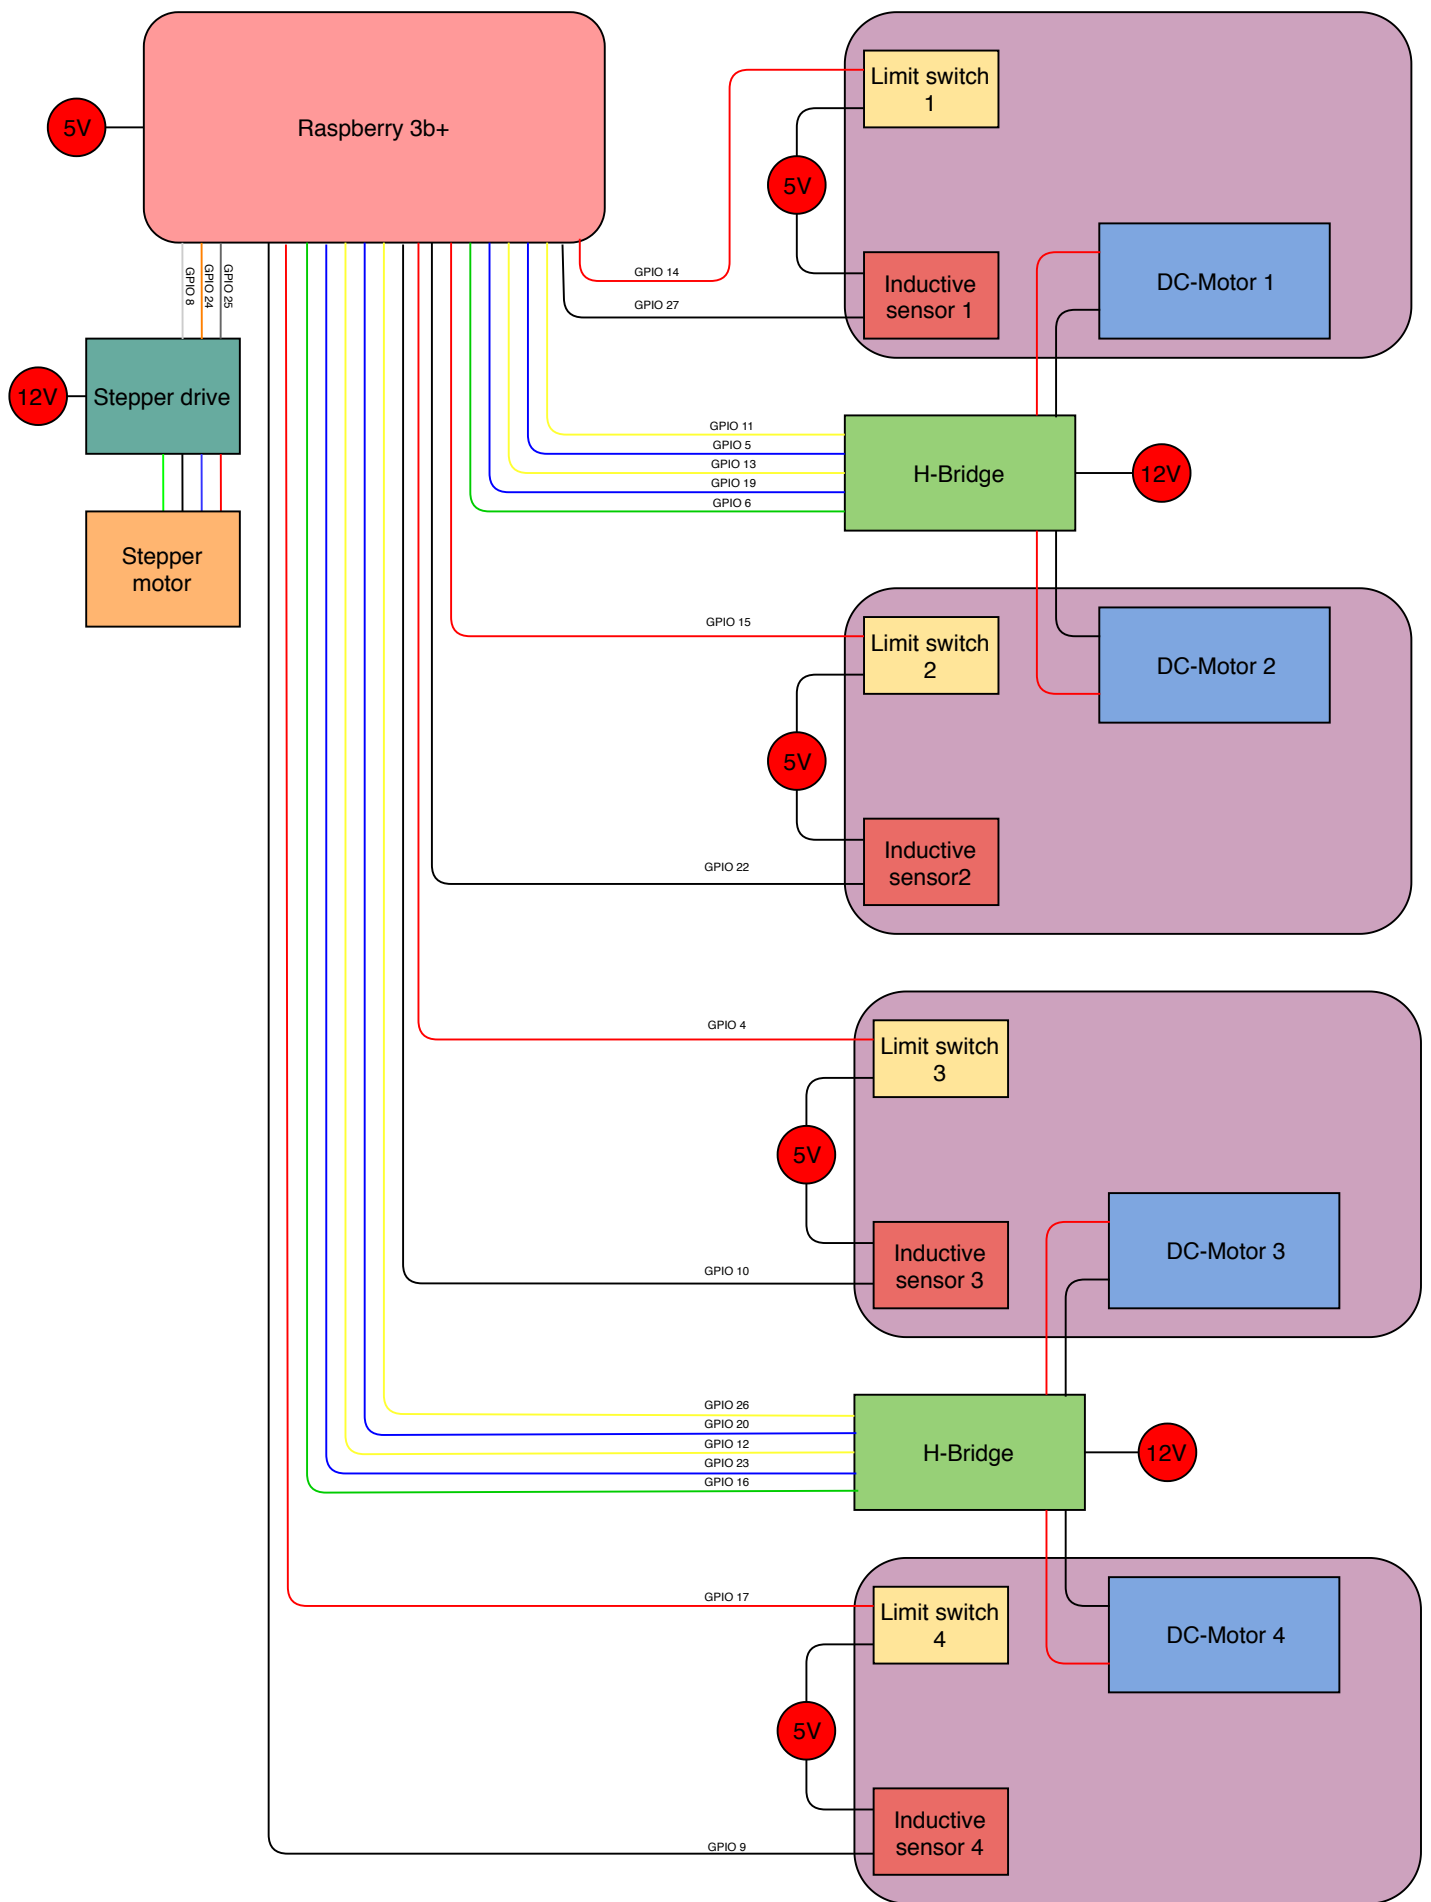 Raspberry 3b+
5V
GPIO 8
GPIO 24
GPIO 25
12V
Stepper drive
Stepper
motor
Limit switch
1
5V
GPIO 14
GPIO 27
Inductive
sensor 1
DC-Motor 1
GPIO 11
GPIO 5
GPIO 13
GPIO 19
GPIO 6
H-Bridge
12V
GPIO 15
Limit switch
2
DC-Motor 2
5V
GPIO 22
Inductive
sensor2
GPIO 4
Limit switch
3
5V
GPIO 10
Inductive
sensor 3
DC-Motor 3
GPIO 26
GPIO 20
GPIO 12
GPIO 23
GPIO 16
H-Bridge
12V
GPIO 17
Limit switch
4
DC-Motor 4
5V
GPIO 9
Inductive
sensor 4